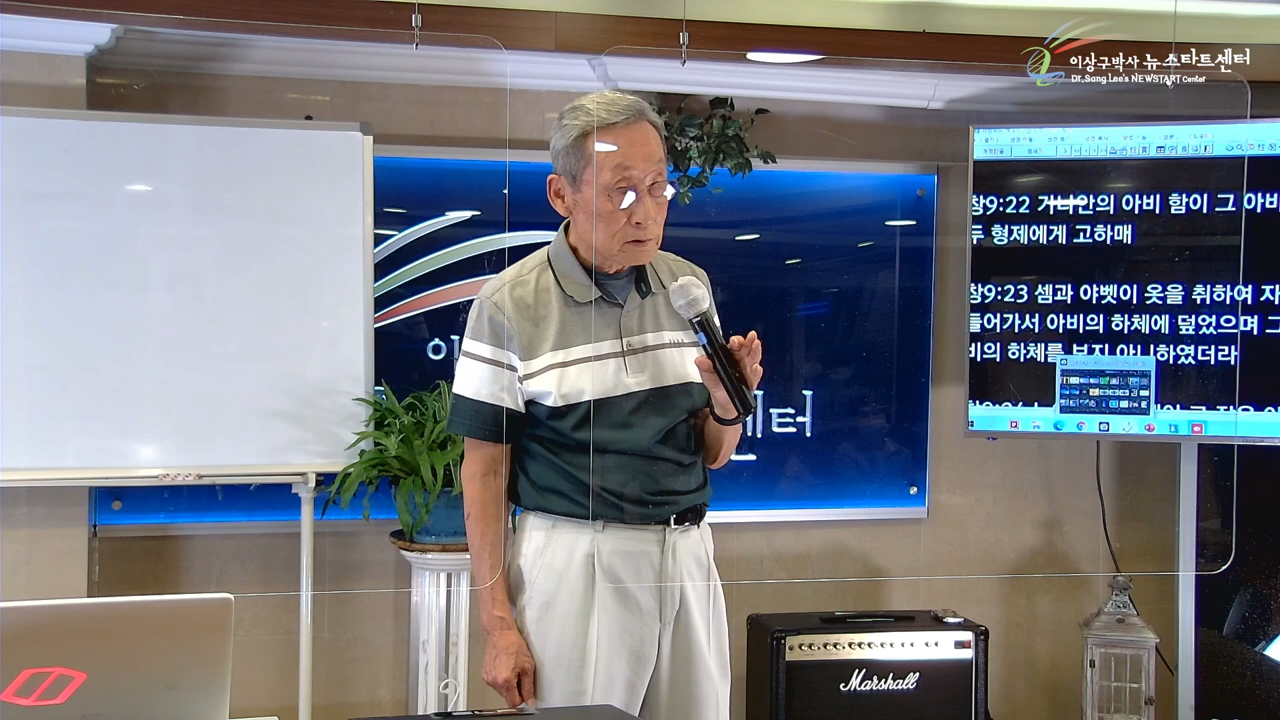 이상구박사 뉴스타트센터
Dr.Sang Lee's NEWSTART Center
창9:22 가나안의 아비 함이 그 아비
두 형제에게 고하매
창9:23 셈과 야벳이 옷을 취하여 자
들어가서 아비의 하체에 덮었으며 그
비의 하체를 보지 아니하였더라
이
센터
Marshall